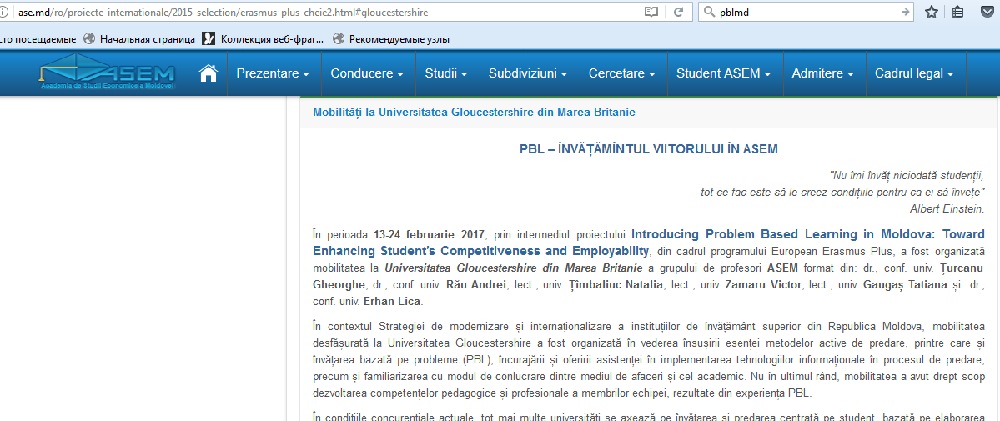 ase.md/ro/proiecte-internationale/2015-selection/erasmus-plus-cheie2.html#gloucestershire
pblmd
сто посещаемые Начальная страница Коллекция веб-фраг... Рекомендуемые узлы
ASEM
Academia de Studii Economice a Moldovei
Prezentare Conducere Studii Subdiviziuni Cercetare Student ASEM Admitere Cadrul legal
Mobilități la Universitatea Gloucestershire din Marea Britanie
PBL – ÎNVĂȚĂMÎNTUL VIITORULUI ÎN ASEM
"Nu îmi învăț niciodată studenții,
tot ce fac este să le creez condițiile pentru ca ei să învețe"
Albert Einstein.
În perioada 13-24 februarie 2017, prin intermediul proiectului Introducing Problem Based Learning in Moldova: Toward
Enhancing Student’s Competitiveness and Employability, din cadrul programului European Erasmus Plus, a fost organizată
mobilitatea la Universitatea Gloucestershire din Marea Britanie a grupului de profesori ASEM format din: dr., conf. univ. Țurcanu
Gheorghe; dr., conf. univ. Rău Andrei; lect., univ. Țîmbaliuc Natalia; lect., univ. Zamaru Victor; lect., univ. Gaugaș Tatiana și dr.,
conf. univ. Erhan Lica.
În contextul Strategiei de modernizare și internaționalizare a instituțiilor de învățământ superior din Republica Moldova, mobilitatea
desfășurată la Universitatea Gloucestershire a fost organizată în vederea însușirii esenței metodelor active de predare, printre care și
învățarea bazată pe probleme (PBL); încurajării și oferirii asistenței în implementarea tehnologiilor informaționale în procesul de predare,
precum și familiarizarea cu modul de conlucrare dintre mediul de afaceri și cel academic. Nu în ultimul rând, mobilitatea a avut drept scop
dezvoltarea competențelor pedagogice și profesionale a membrilor echipei, rezultate din experiența PBL.
În condițiile concurențiale actuale, tot mai multe universități se axează pe învățarea și predarea centrată pe student, bazată pe elaborarea